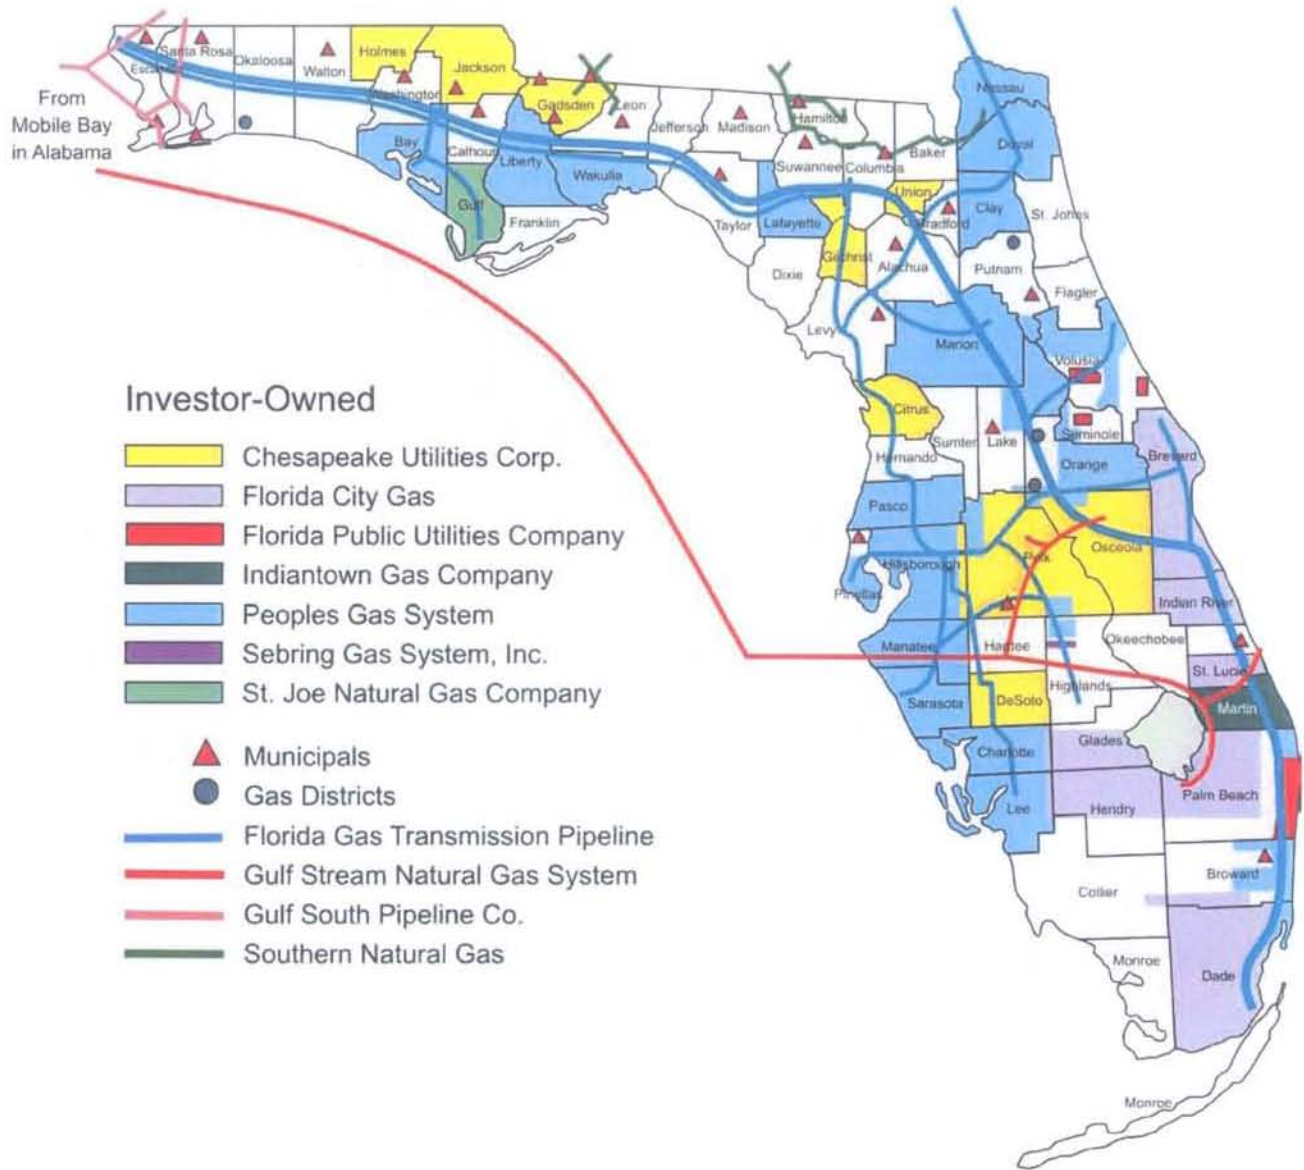 From
Mobile Bay
in Alabama
Santa Rosa
Okaloosa
Walton
Holmes
Jackson
Washington
Gadsden
Leon
Jefferson
Madison
Hamilton
Suwannee
Columbia
Baker
Nassau
Duval
Bay
Calhoun
Liberty
Wakulla
Gulf
Franklin
Taylor
Lafayette
Union
Bradford
Clay
St. Johns
Dixie
Gilchrist
Alachua
Putnam
Flagler
Levy
Marion
Volusia
Citrus
Sumter
Lake
Seminole
Hernando
Orange
Brevard
Pasco
Hillsborough
Polk
Osceola
Pinellas
Indian River
Manatee
Hardee
Okeechobee
St. Lucie
Highlands
Sarasota
DeSoto
Martin
Charlotte
Glades
Lee
Hendry
Palm Beach
Broward
Collier
Monroe
Dade
Monroe
Investor-Owned
Chesapeake Utilities Corp.
Florida City Gas
Florida Public Utilities Company
Indiantown Gas Company
Peoples Gas System
Sebring Gas System, Inc.
St. Joe Natural Gas Company
Municipals
Gas Districts
Florida Gas Transmission Pipeline
Gulf Stream Natural Gas System
Gulf South Pipeline Co.
Southern Natural Gas